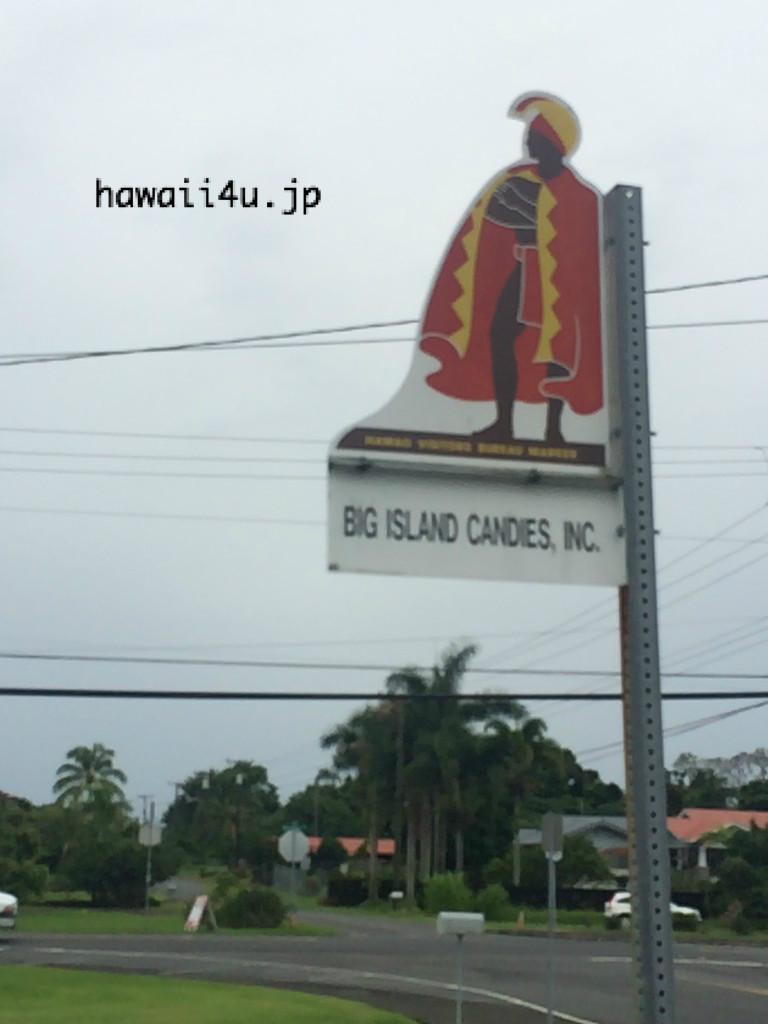 hawaii4u.jp
HAWAII VISITORS BUREAU MARKER
BIG ISLAND CANDIES, INC.